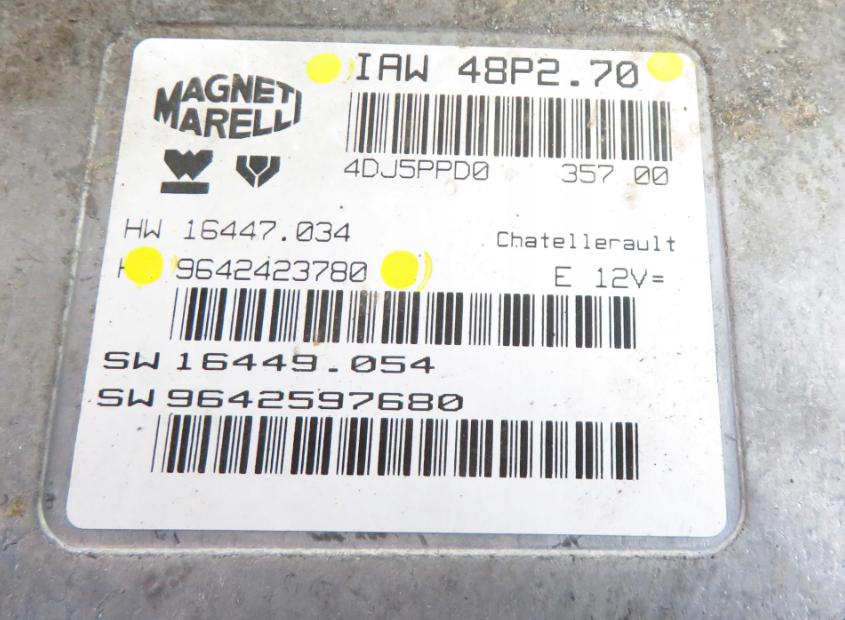 MAGNETI
MARELLI
IAW 48P2.70
4DJ5PPD0 357 00
HW 16447.034
Chatellerault
9642423780
E 12V=
SW 16449.054
SW 9642597680